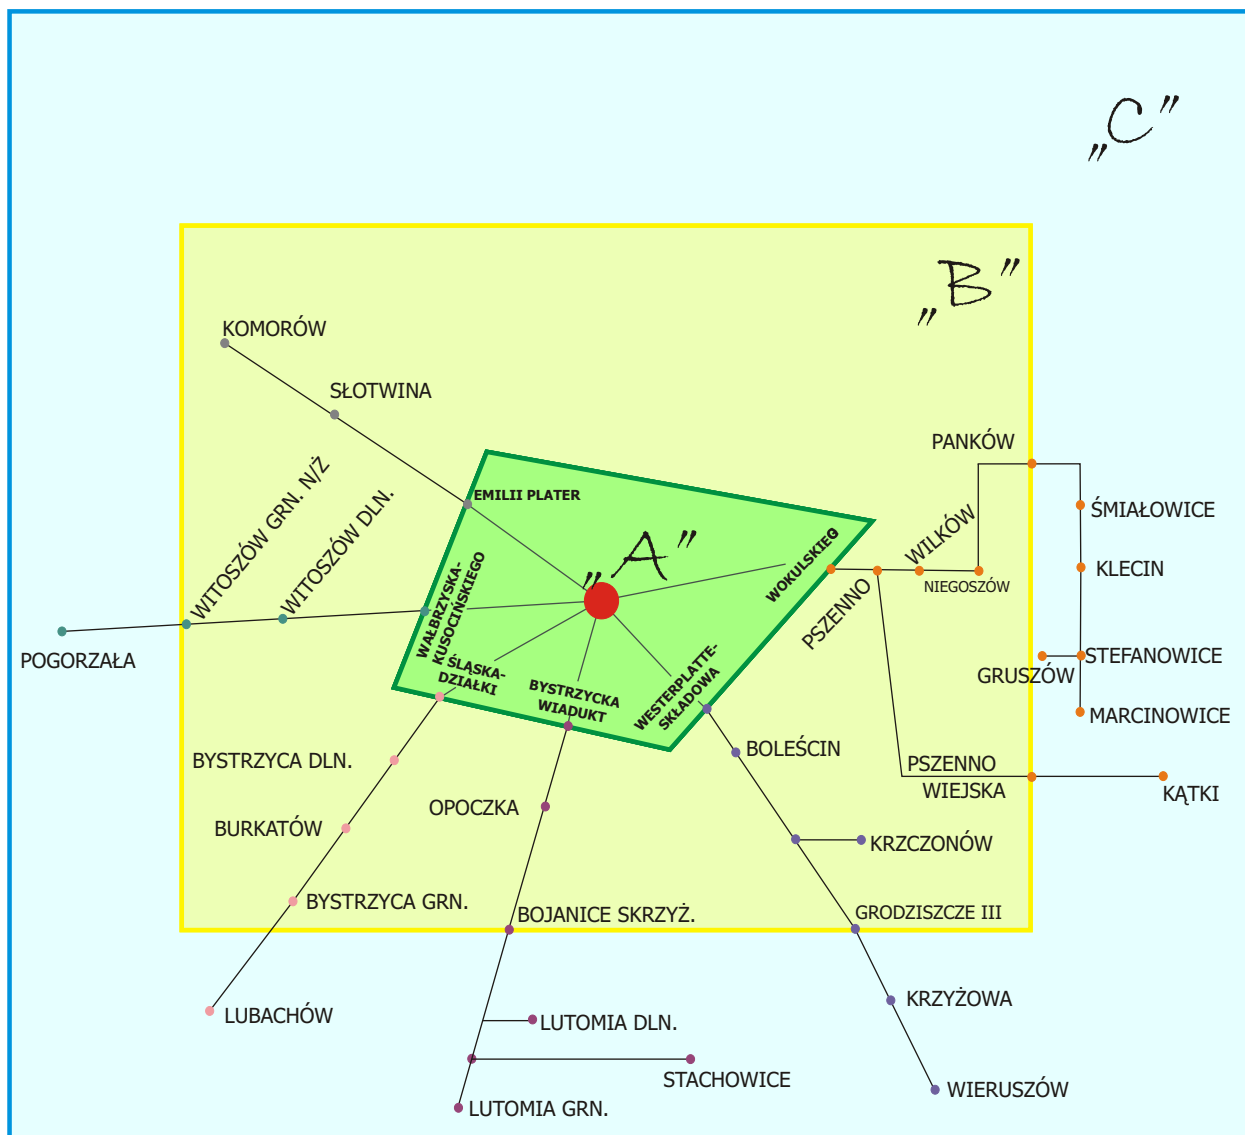 „C”
„B”
KOMORÓW
SŁOTWINA
PANKÓW
WITOSZÓW GRN. N/Ż
WITOSZÓW DLN.
EMILII PLATER
„A”
WOKULSKIEGO
WILKÓW
ŚMIAŁOWICE
KLECIN
NIEGOSZÓW
PSZENNO
WAŁBRZYSKA-
KUSOCIŃSKIEGO
POGORZAŁA
ŚLĄSKA-
DZIAŁKI
BYSTRZYCKA
WIADUKT
WESTERPLATTE-
SKŁADOWA
STEFANOWICE
GRUSZÓW
MARCINOWICE
BOLEŚCIN
BYSTRZYCA DLN.
PSZENNO
WIEJSKA
KĄTKI
OPOCZKA
BURKATÓW
KRZCZONÓW
BYSTRZYCA GRN.
BOJANICE SKRZYŻ.
GRODZISZCZE III
LUBACHÓW
KRZYŻOWA
LUTOMIA DLN.
STACHOWICE
WIERUSZÓW
LUTOMIA GRN.